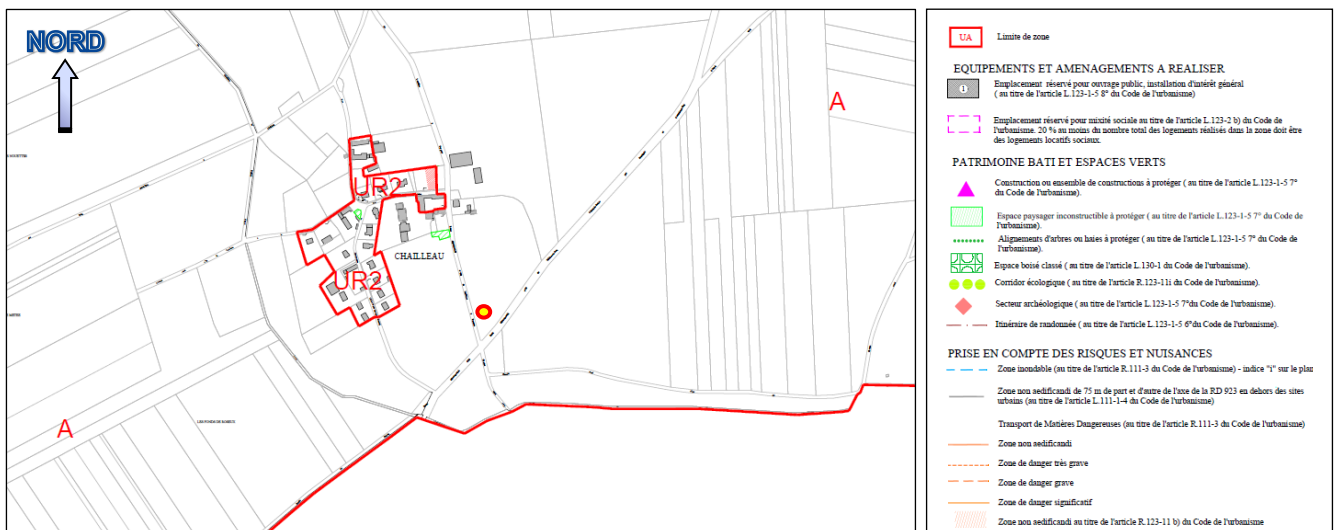 NORD
A
UR2
CHAILLEAU
UR2
A
UA Limite de zone
EQUIPEMENTS ET AMENAGEMENTS A REALISER
1 Emplacement réservé pour ouvrage public, installation d'intérêt général
( au titre de l'article L.123-1-5 8° du Code de l'urbanisme)
Emplacement réservé pour mixité sociale au titre de l'article L.123-2 b) du Code de
l'urbanisme. 20 % au moins du nombre total des logements réalisés dans la zone doit être
des logements locatifs sociaux.
PATRIMOINE BATI ET ESPACES VERTS
Construction ou ensemble de constructions à protéger ( au titre de l'article L.123-1-5 7°
du Code de l'urbanisme).
Espace paysager inconstructible à protéger ( au titre de l'article L.123-1-5 7° du Code de
l'urbanisme).
Alignements d'arbres ou haies à protéger ( au titre de l'article L.123-1-5 7° du Code de
l'urbanisme).
Espace boisé classé ( au titre de l'article L.130-1 du Code de l'urbanisme).
Corridor écologique ( au titre de l'article R.123-11i du Code de l'urbanisme).
Secteur archéologique ( au titre de l'article L.123-1-5 7°du Code de l'urbanisme).
Itinéraire de randonnée ( au titre de l'article L.123-1-5 6°du Code de l'urbanisme).
PRISE EN COMPTE DES RISQUES ET NUISANCES
Zone inondable (au titre de l'article R.111-3 du Code de l'urbanisme) - indice "i" sur le plan
Zone non aedificandi de 75 m de part et d'autre de l'axe de la RD 923 en dehors des sites
urbains (au titre de l'article L.111-1-4 du Code de l'urbanisme)
Transport de Matières Dangereuses (au titre de l'article R.111-3 du Code de l'urbanisme)
Zone non aedificandi
Zone de danger très grave
Zone de danger grave
Zone de danger significatif
Zone non aedificandi au titre de l'article R.123-11 b) du Code de l'urbanisme